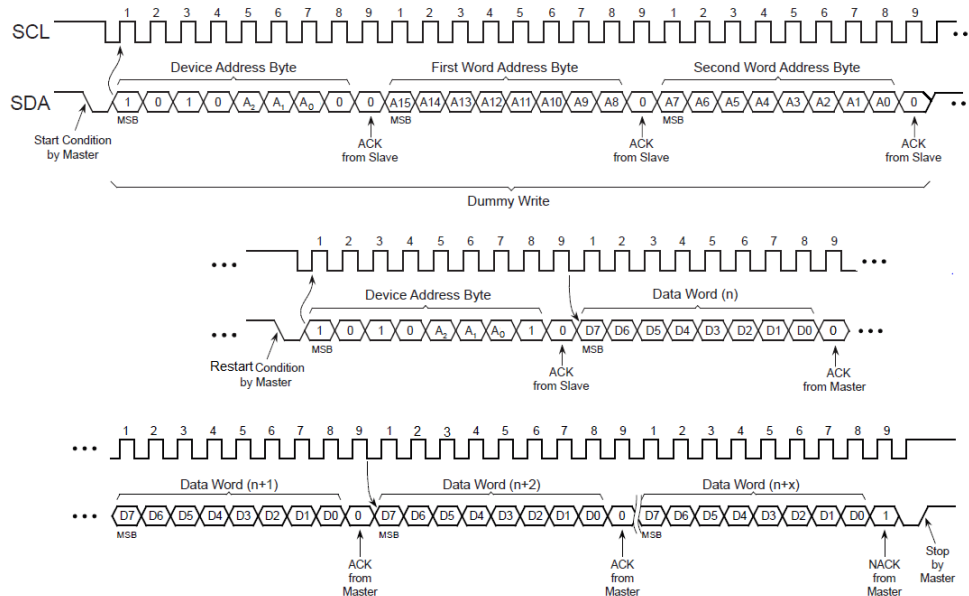 1 2 3 4 5 6 7 8 9 1 2 3 4 5 6 7 8 9 1 2 3 4 5 6 7 8 9
SCL
Device Address Byte First Word Address Byte Second Word Address Byte
SDA 1 0 1 0 A2 A1 A0 0 0 A15 A14 A13 A12 A11 A10 A9 A8 0 A7 A6 A5 A4 A3 A2 A1 A0 0
MSB MSB MSB
Start Condition by Master
ACK from Slave
ACK from Slave
ACK from Slave
Dummy Write
1 2 3 4 5 6 7 8 9 1 2 3 4 5 6 7 8 9
Device Address Byte Data Word (n)
1 0 1 0 A2 A1 A0 1 0 D7 D6 D5 D4 D3 D2 D1 D0 0
MSB MSB
Restart Condition by Master
ACK from Slave
ACK from Master
1 2 3 4 5 6 7 8 9 1 2 3 4 5 6 7 8 9 1 2 3 4 5 6 7 8 9
Data Word (n+1) Data Word (n+2) Data Word (n+x)
D7 D6 D5 D4 D3 D2 D1 D0 0 D7 D6 D5 D4 D3 D2 D1 D0 0 D7 D6 D5 D4 D3 D2 D1 D0 1
MSB MSB MSB
ACK from Master
ACK from Master
NACK from Master
Stop by Master